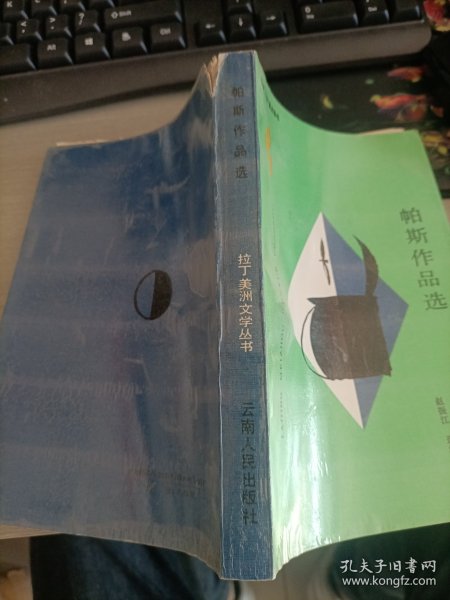 帕斯作品选
拉丁美洲文学丛书
云南人民出版社
帕斯作品选
赵振江
孔夫子旧书网
www.kongfz.com